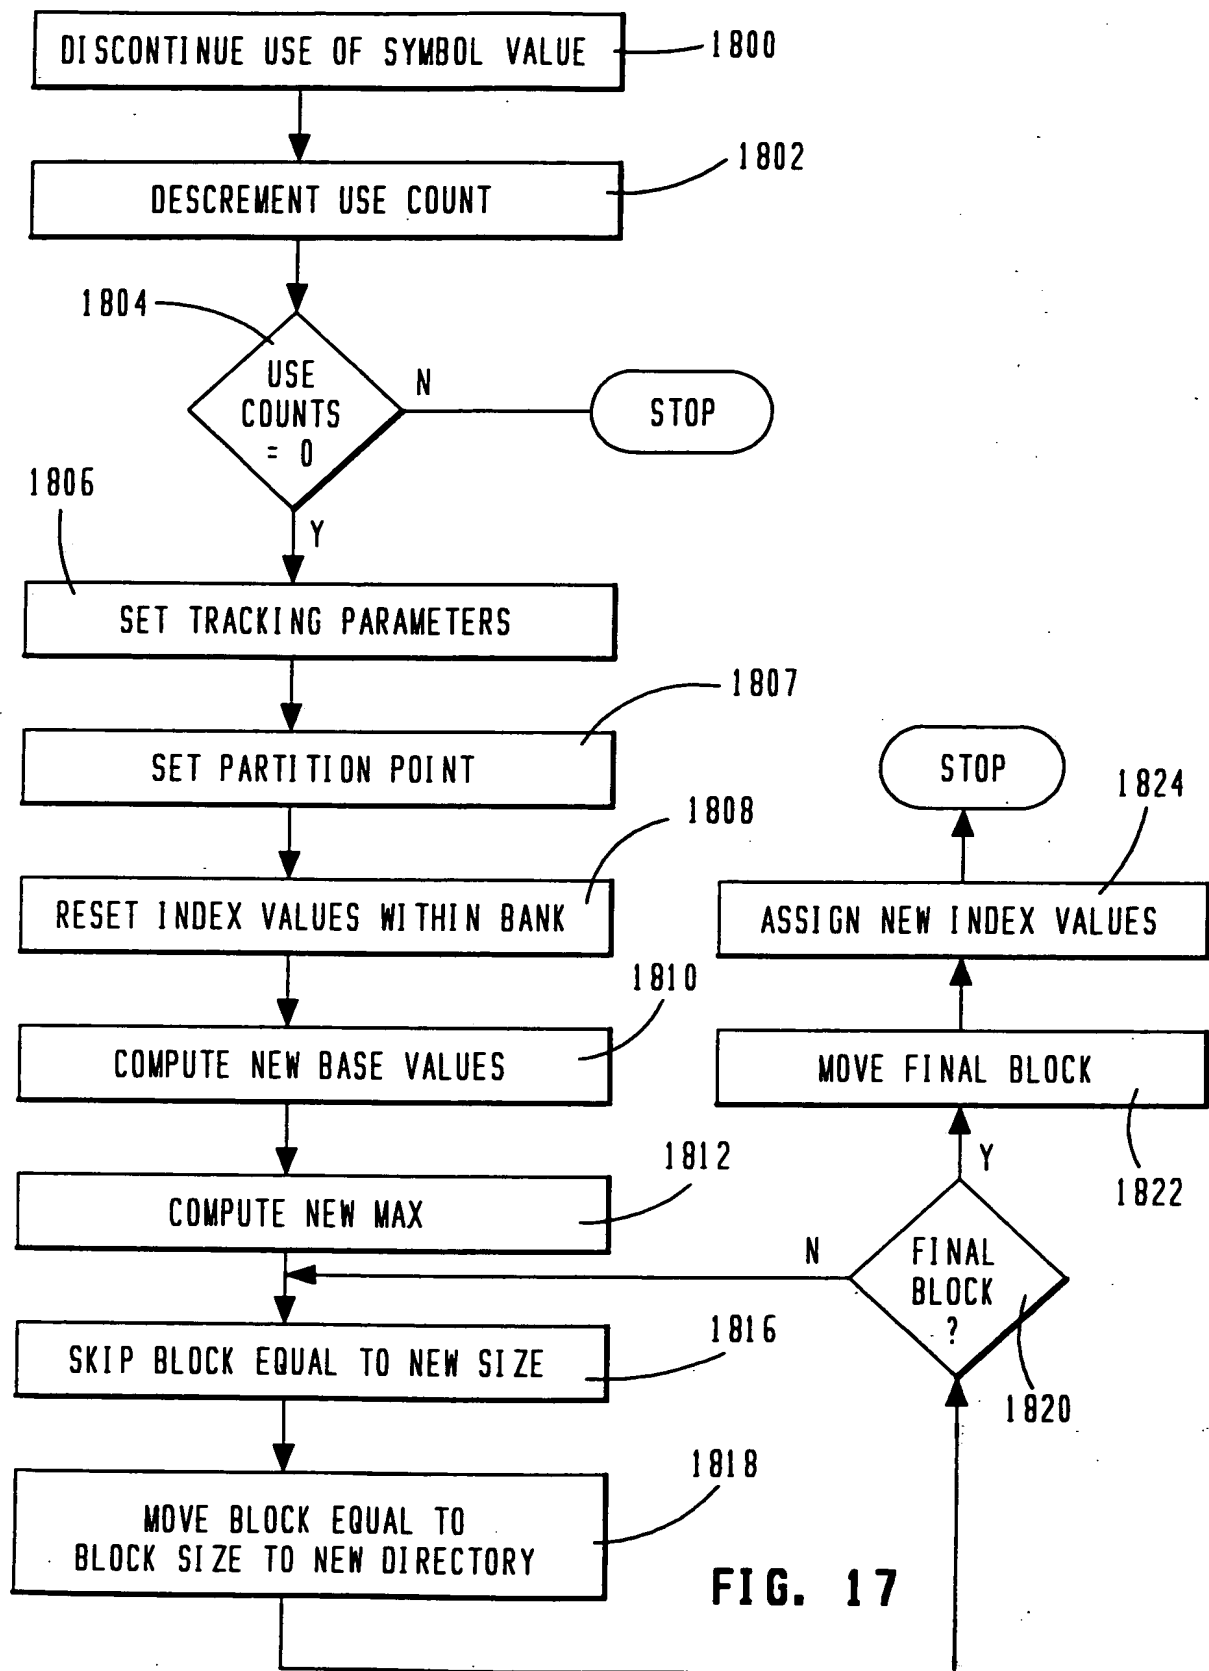 DISCONTINUE USE OF SYMBOL VALUE
1800
DESCREMENT USE COUNT
1802
1804
USE
COUNTS
= 0
N
STOP
Y
1806
SET TRACKING PARAMETERS
1807
SET PARTITION POINT
1808
RESET INDEX VALUES WITHIN BANK
1810
COMPUTE NEW BASE VALUES
1812
COMPUTE NEW MAX
1816
SKIP BLOCK EQUAL TO NEW SIZE
1818
MOVE BLOCK EQUAL TO
BLOCK SIZE TO NEW DIRECTORY
FINAL
BLOCK
?
1820
N
Y
MOVE FINAL BLOCK
1822
ASSIGN NEW INDEX VALUES
1824
STOP
FIG. 17